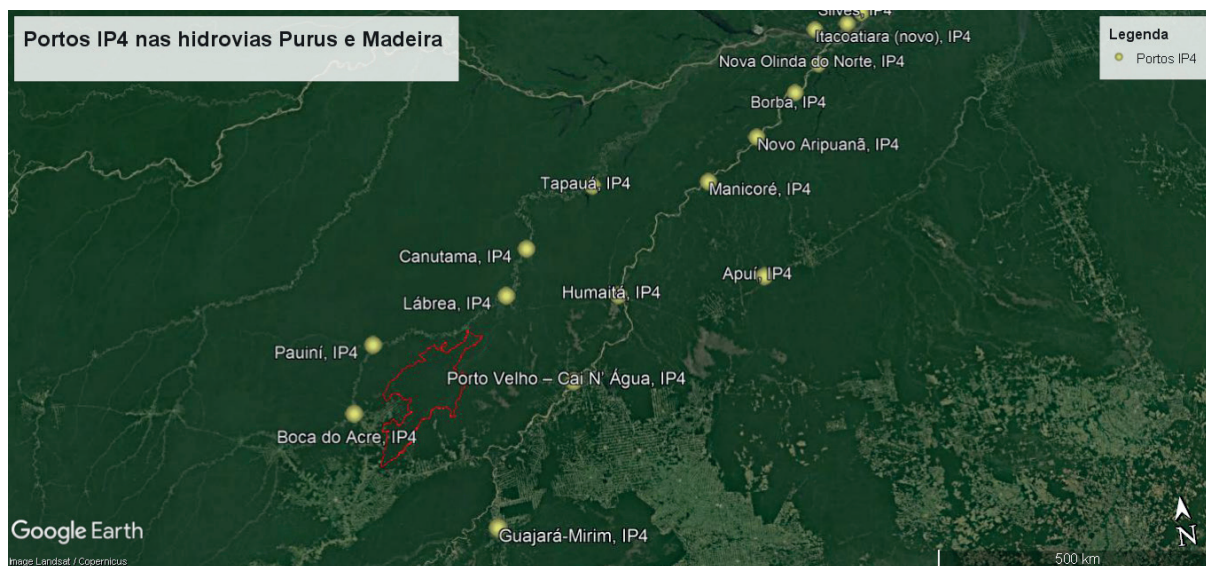 Portos IP4 nas hidrovias Purus e Madeira
Legenda
Portos IP4
Silves, IP4
Itacoatiara (novo), IP4
Nova Olinda do Norte, IP4
Borba, IP4
Novo Aripuanã, IP4
Tapauá, IP4
Manicoré, IP4
Canutama, IP4
Apuí, IP4
Lábrea, IP4
Humaitá, IP4
Pauiní, IP4
Porto Velho – Cai N' Água, IP4
Boca do Acre, IP4
Guajará-Mirim, IP4
Google Earth
Image Landsat / Copernicus
N
500 km